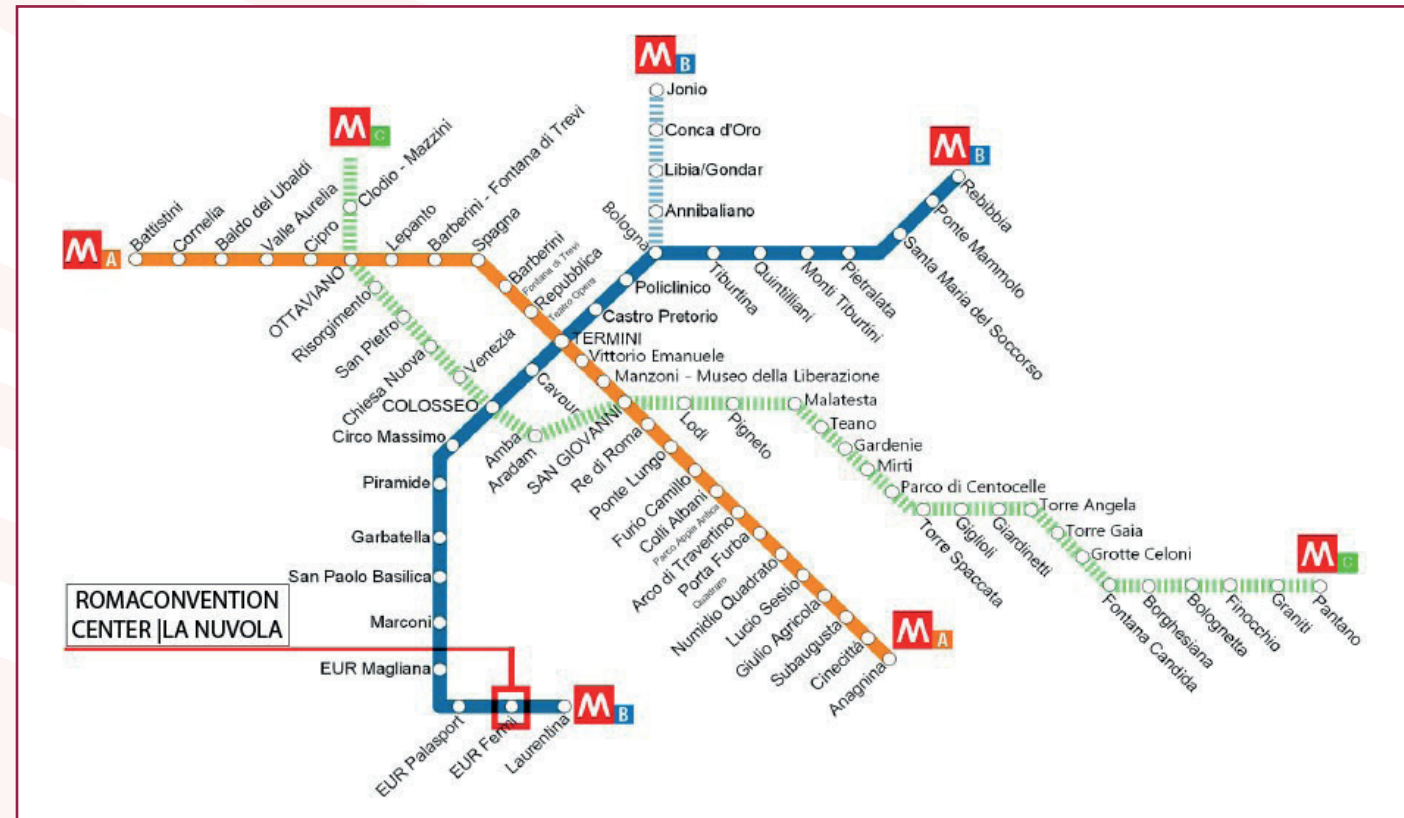 M B
Jonio
Conca d'Oro
Libia/Gondar
Annibaliano
Bologna
M B
Rebibbia
Ponte Mammolo
Santa Maria del Soccorso
Pietralata
Monti Tiburtini
Quintilliani
Tiburtina
Policlinico
Castro Pretorio
M C
Clodio - Mazzini
M A
Battistini
Cornelia
Baldo del Ubaldi
Valle Aurelia
Cipro
OTTAVIANO
Lepanto
Barberini - Fontana di Trevi
Spagna
Barberini
Fontana di Trevi
Repubblica
Teatro Opera
TERMINI
Vittorio Emanuele
Manzoni - Museo della Liberazione
Risorgimento
San Pietro
Chiesa Nuova
Venezia
COLOSSEO
Cavour
Circo Massimo
Amba
Aradam
SAN GIOVANNI
Lodi
Pigneto
Malatesta
Teano
Gardenie
Mirti
Parco di Centocelle
Torre Spaccata
Giglioli
Giardinetti
Torre Angela
Torre Gaia
Grotte Celoni
Fontana Candida
Borghesiana
Bolognetta
Finocchio
Graniti
Pantano
M C
Re di Roma
Ponte Lungo
Furio Camillo
Colli Albani
Parco Appia Antica
Arco di Travertino
Porta Furba
Quadraro
Numidio Quadrato
Lucio Sestio
Giulio Agricola
Subaugusta
Cinecittà
Anagnina
M A
Piramide
Garbatella
San Paolo Basilica
Marconi
EUR Magliana
ROMACONVENTION
CENTER |LA NUVOLA
EUR Palasport
EUR Fermi
Laurentina
M B